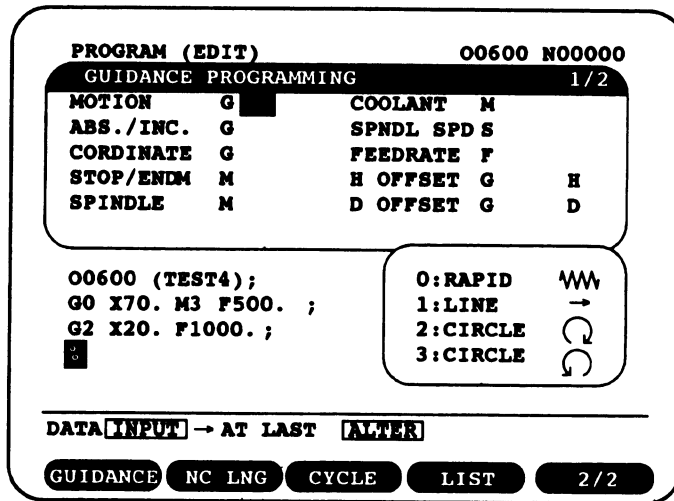 PROGRAM (EDIT) O0600 N00000
GUIDANCE PROGRAMMING 1/2
MOTION G COOLANT M
ABS./INC. G SPNDL SPD S
CORDINATE G FEEDRATE F
STOP/ENDM M H OFFSET G H
SPINDLE M D OFFSET G D
O0600 (TEST4);
G0 X70. M3 F500. ;
G2 X20. F1000.;
0:RAPID
1:LINE →
2:CIRCLE
3:CIRCLE
DATA INPUT → AT LAST ALTER
GUIDANCE NC LNG CYCLE LIST 2/2